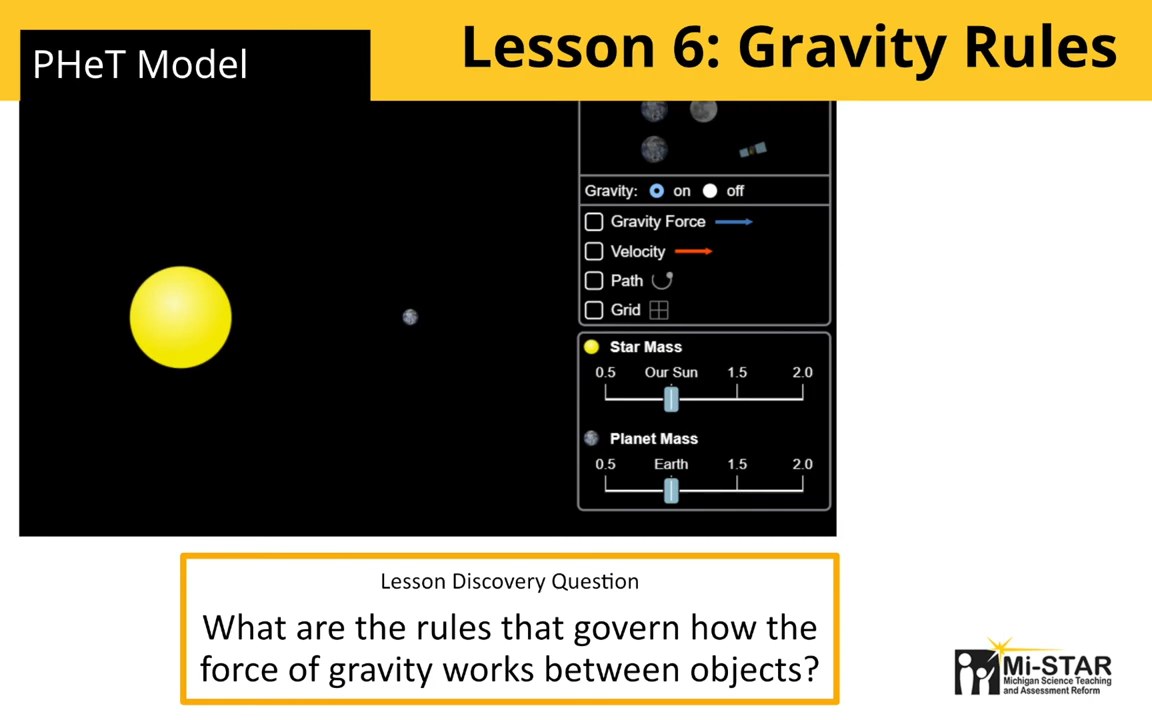 Lesson 6: Gravity Rules
PHeT Model
Gravity: on off
Gravity Force
Velocity
Path
Grid
Star Mass
0.5 Our Sun 1.5 2.0
Planet Mass
0.5 Earth 1.5 2.0
Lesson Discovery Question
What are the rules that govern how the
force of gravity works between objects?
Mi-STAR
Michigan Science Teaching
and Assessment Reform